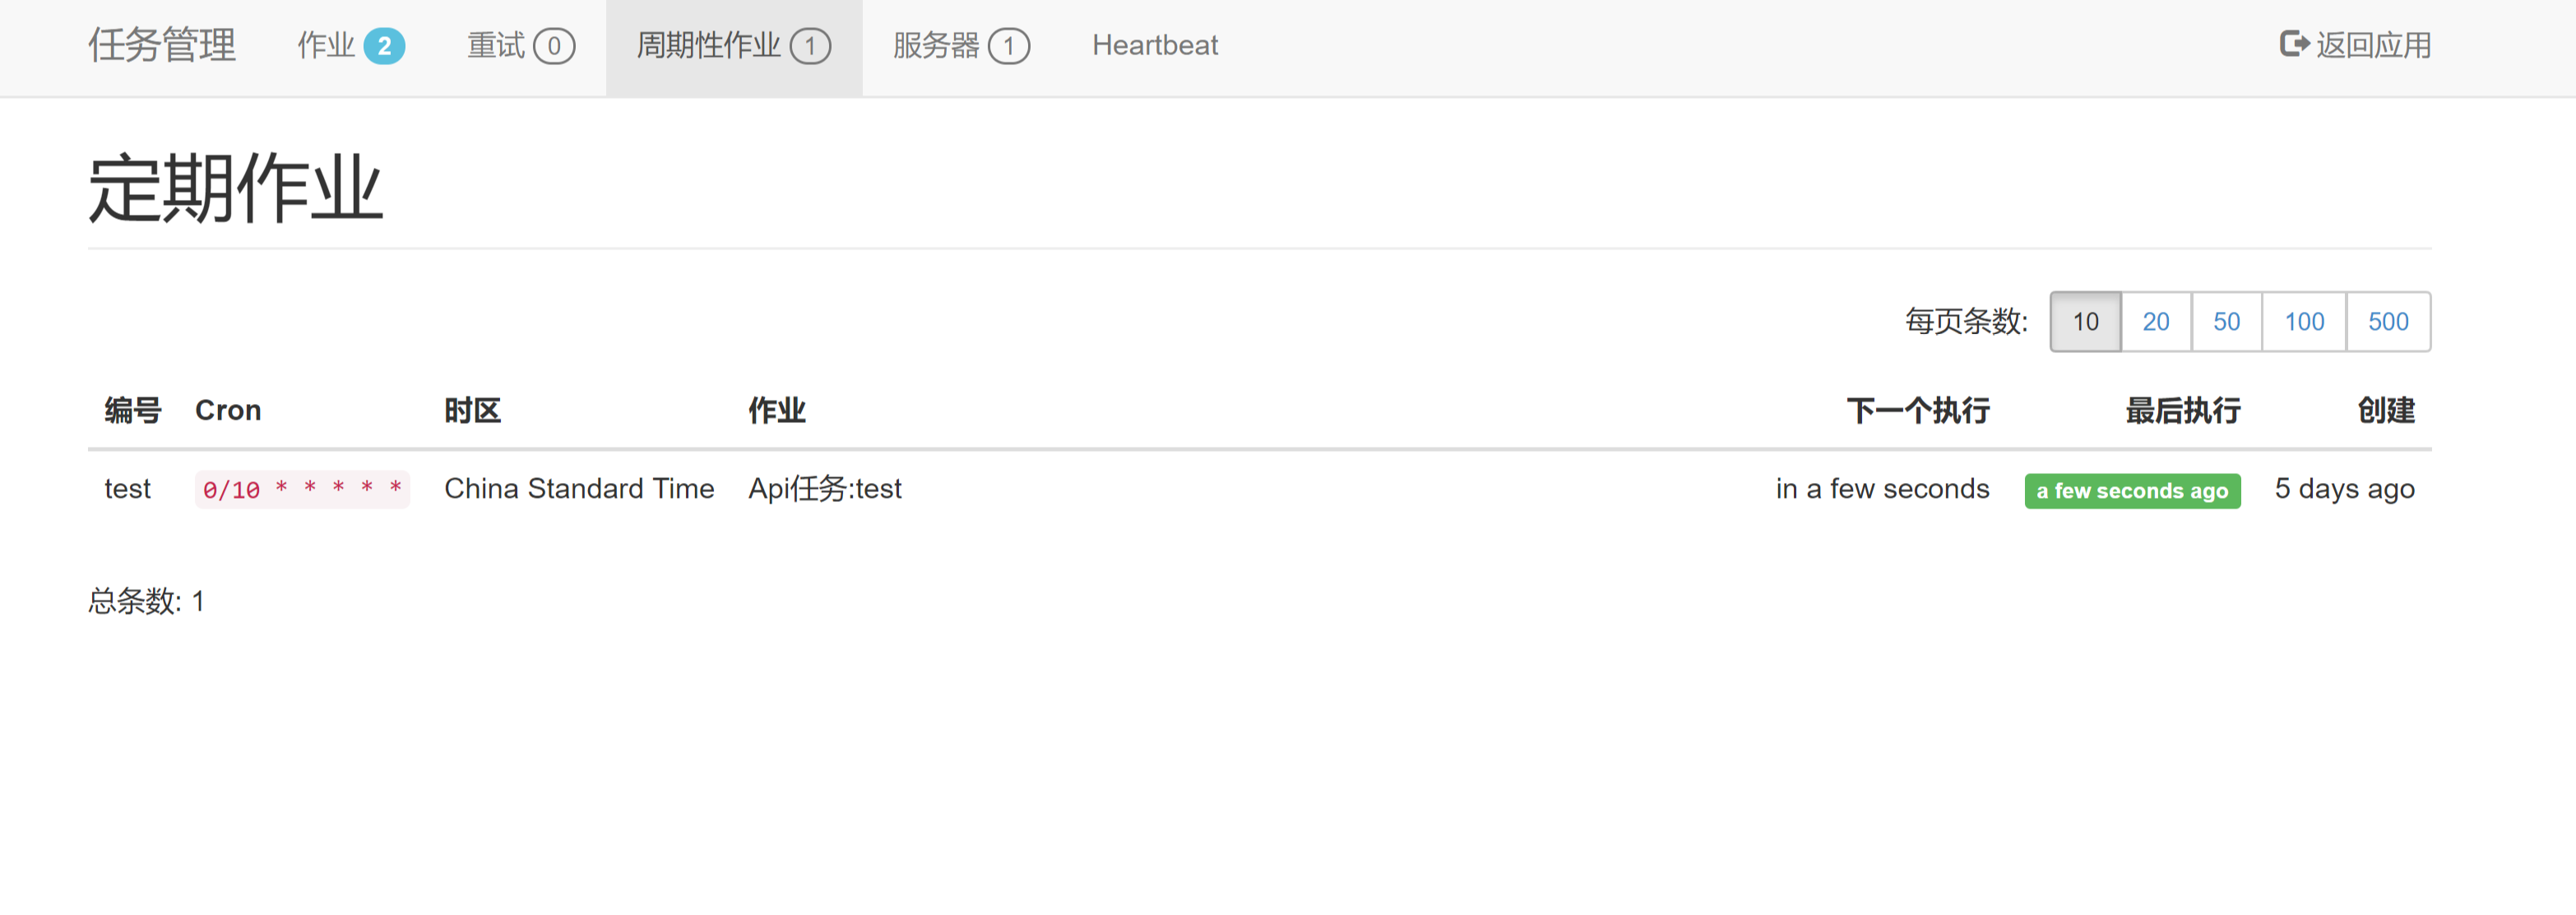 任务管理 作业 2 重试 0 周期性作业 1 服务器 1 Heartbeat 返回应用
定期作业
每页条数: 10 20 50 100 500
编号 Cron 时区 作业 下一个执行 最后执行 创建
test 0/10 * * * * * China Standard Time Api任务:test in a few seconds a few seconds ago 5 days ago
总条数: 1